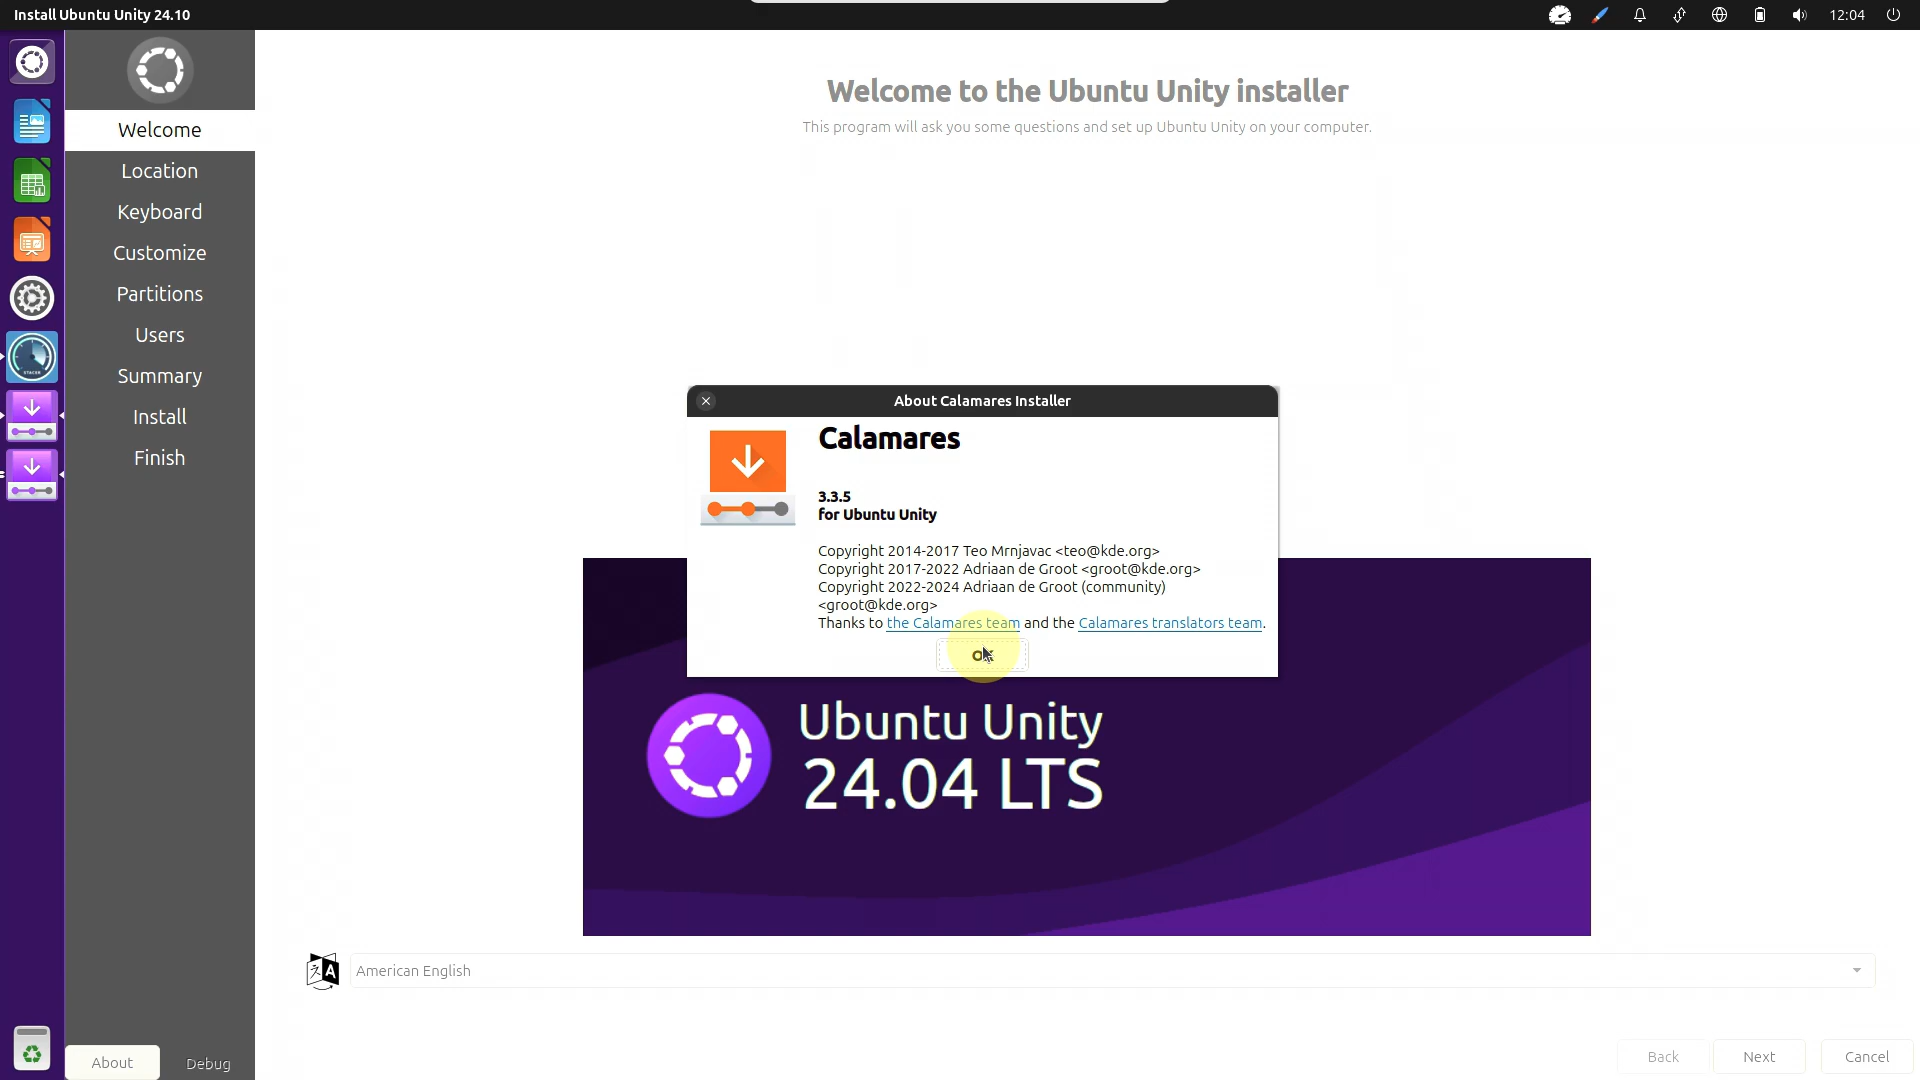 Install Ubuntu Unity 24.10
12:04
Welcome
Location
Keyboard
Customize
Partitions
Users
Summary
Install
Finish
About
Debug
Welcome to the Ubuntu Unity installer
This program will ask you some questions and set up Ubuntu Unity on your computer.
About Calamares Installer
Calamares
3.3.5
for Ubuntu Unity
Copyright 2014-2017 Teo Mrnjavac <teo@kde.org>
Copyright 2017-2022 Adriaan de Groot <groot@kde.org>
Copyright 2022-2024 Adriaan de Groot (community)
<groot@kde.org>
Thanks to the Calamares team and the Calamares translators team.
Ubuntu Unity
24.04 LTS
American English
Back
Next
Cancel